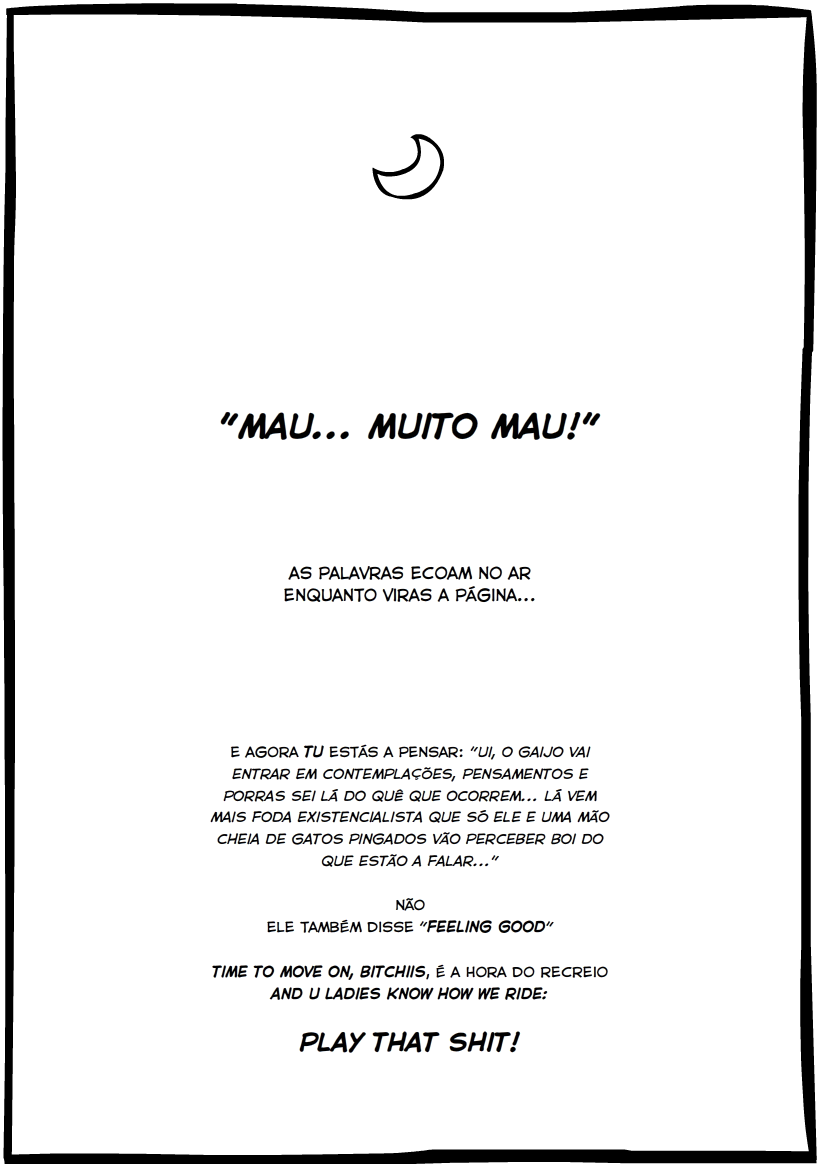 "MAU... MUITO MAU!"
AS PALAVRAS ECOAM NO AR
ENQUANTO VIRAS A PÁGINA...
E AGORA TU ESTÁS A PENSAR: "UI, O GAIJO VAI
ENTRAR EM CONTEMPLAÇÕES, PENSAMENTOS E
PORRAS SEI LÁ DO QUÊ QUE OCORREM... LÁ VEM
MAIS FODA EXISTENCIALISTA QUE SÓ ELE E UMA MÃO
CHEIA DE GATOS PINGADOS VÃO PERCEBER BOI DO
QUE ESTÃO A FALAR..."
NÃO
ELE TAMBÉM DISSE "FEELING GOOD"
TIME TO MOVE ON, BITCHIIS, É A HORA DO RECREIO
AND U LADIES KNOW HOW WE RIDE:
PLAY THAT SHIT!